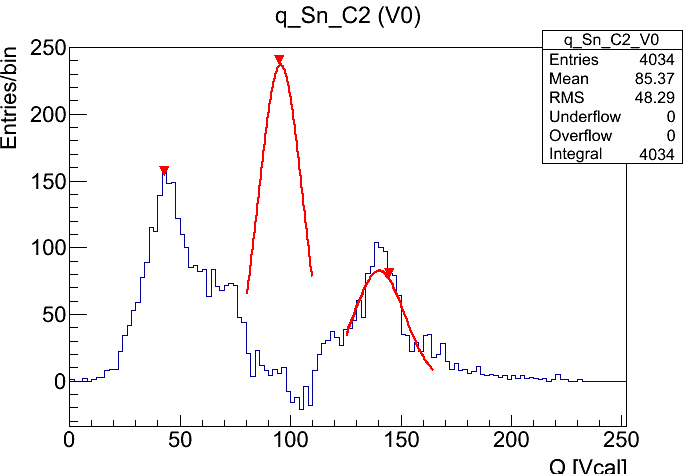 q_Sn_C2 (V0)
q_Sn_C2_V0
Entries 4034
Mean 85.37
RMS 48.29
Underflow 0
Overflow 0
Integral 4034
Entries/bin
250
200
150
100
50
0
0 50 100 150 200 250
Q [Vcal]